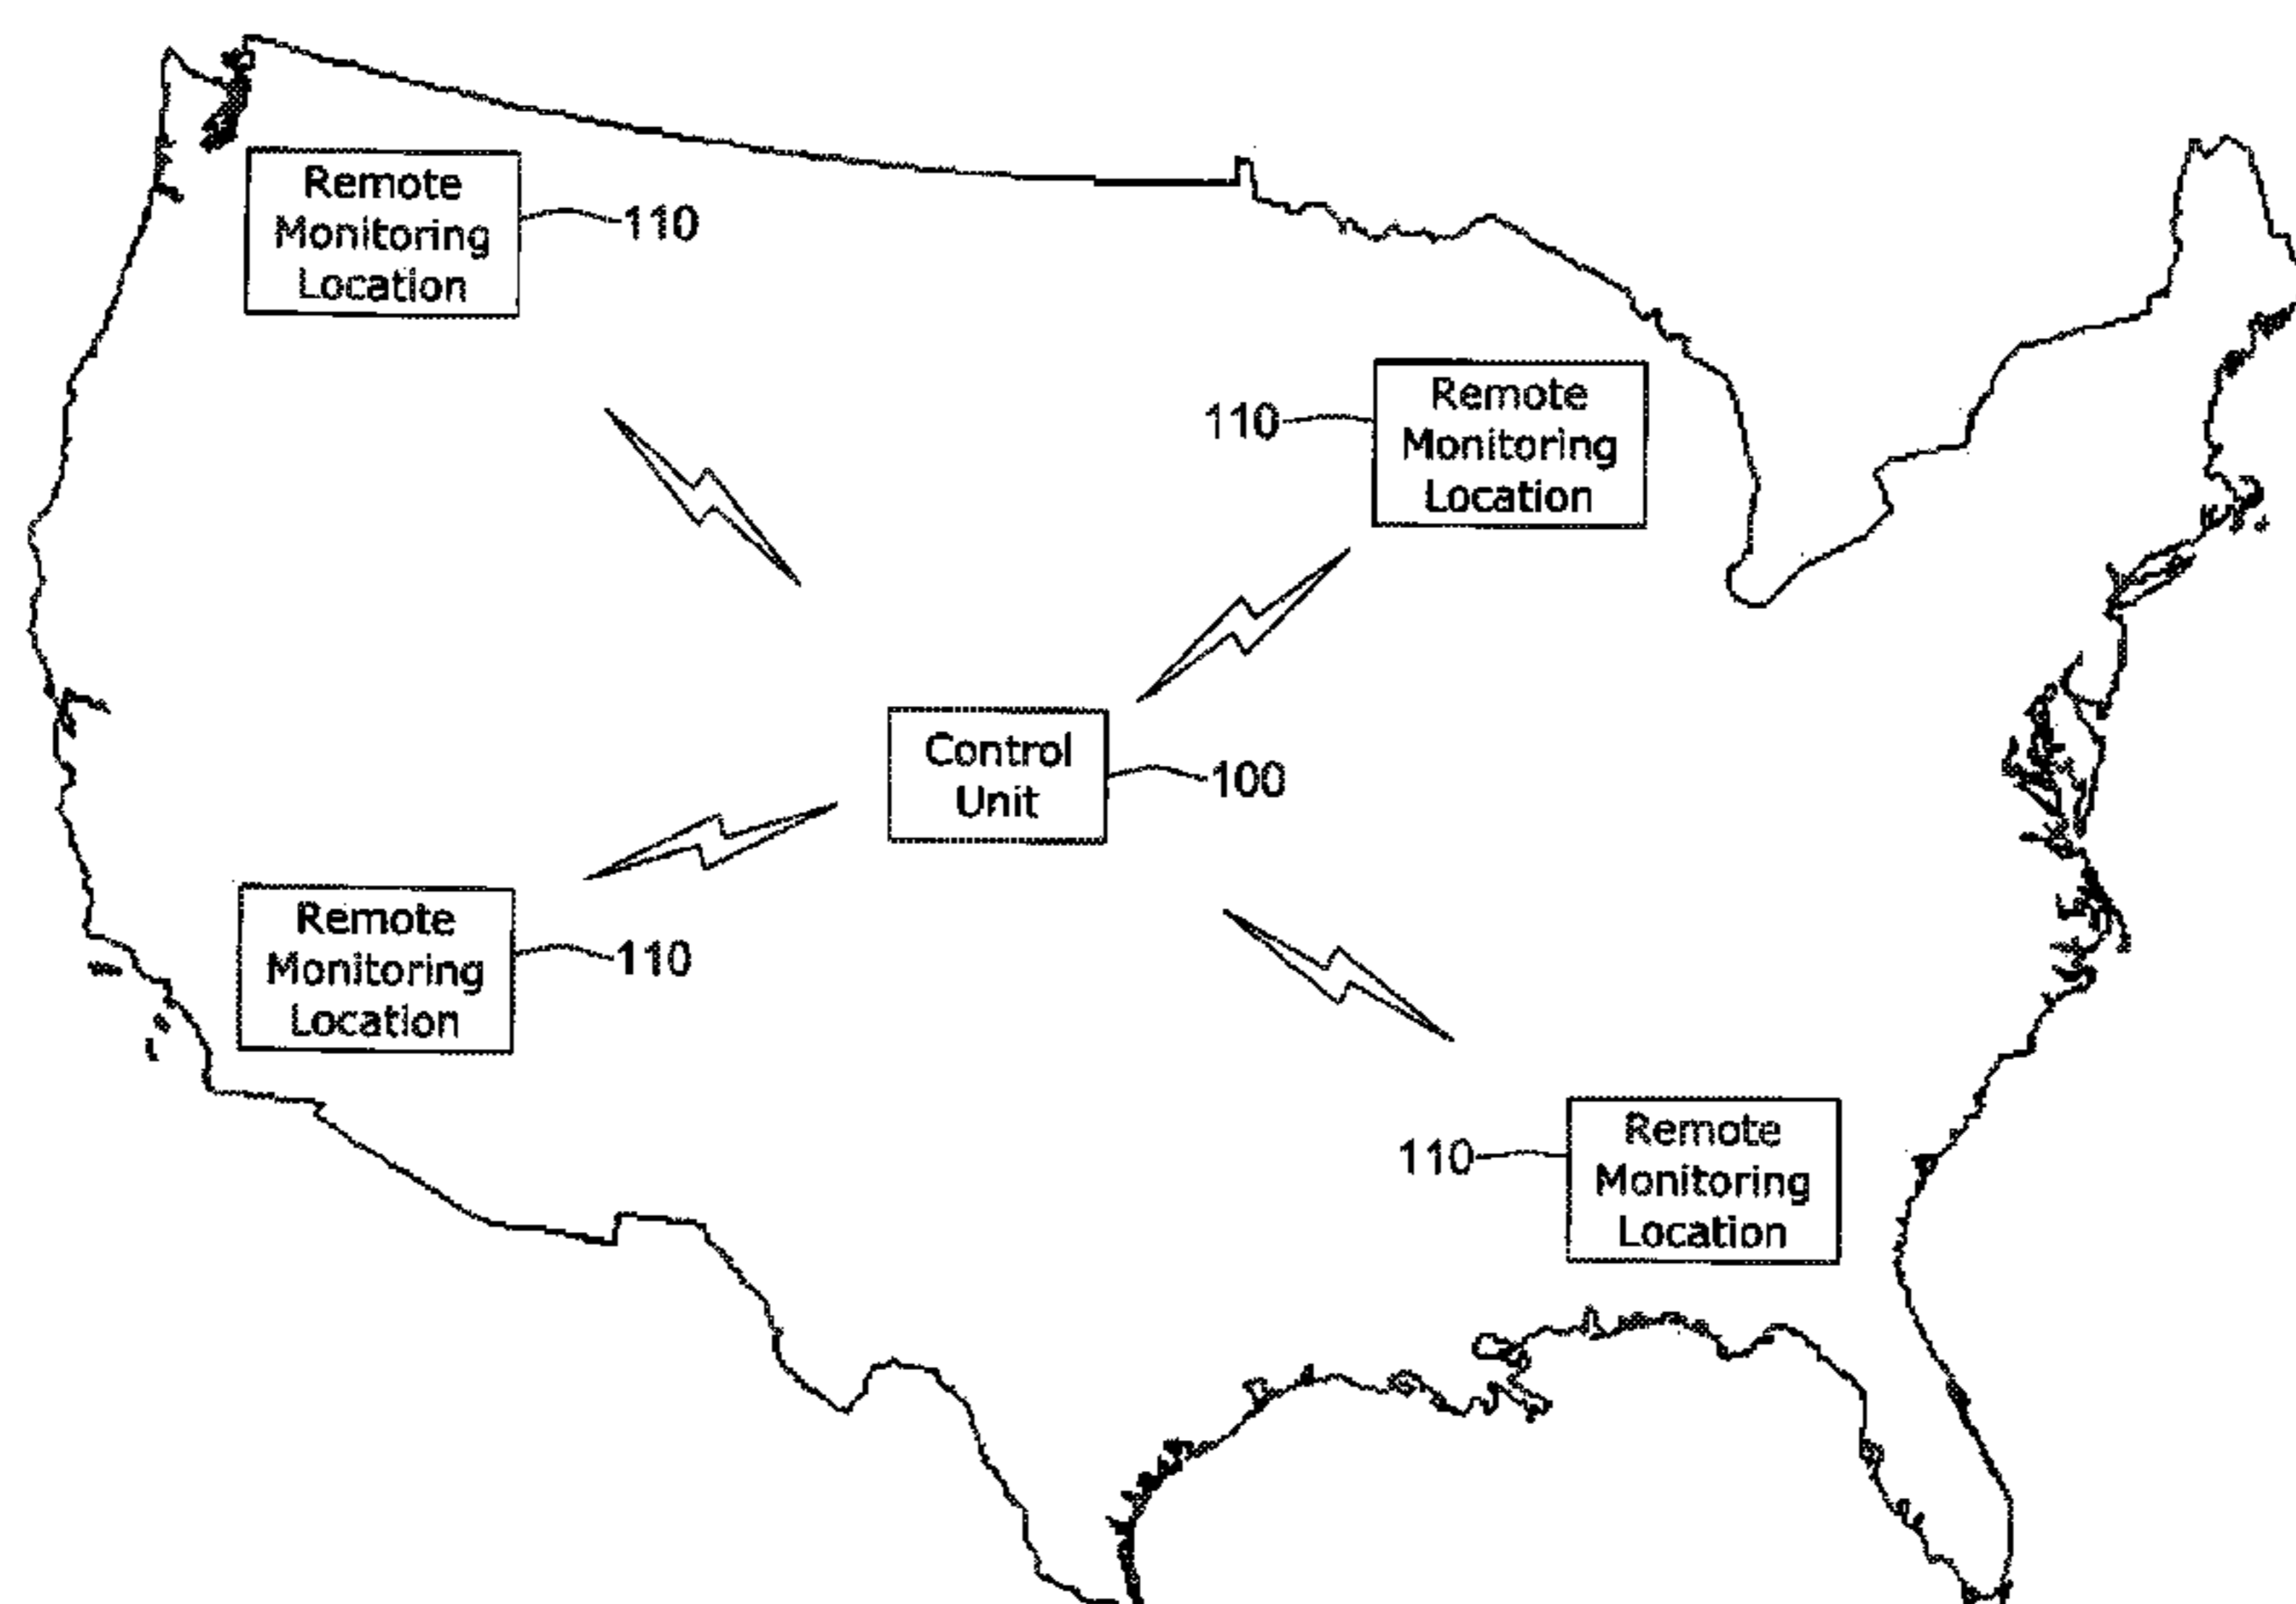 Remote
Monitoring
Location
110
110
Remote
Monitoring
Location
Control
Unit
100
Remote
Monitoring
Location
110
110
Remote
Monitoring
Location